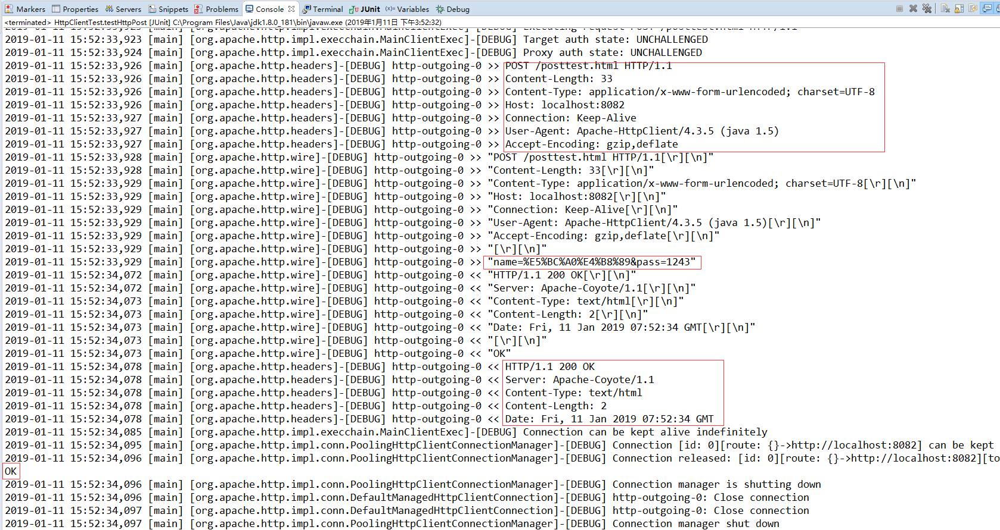 Markers Properties Servers Snippets Problems Console Terminal JUnit Variables Debug
<terminated> HttpClientTest.testHttpPost [JUnit] C:\Program Files\Java\jdk1.8.0_181\bin\javaw.exe (2019年1月11日 下午3:52:32)
2019-01-11 15:52:33,923 [main] [org.apache.http.impl.execchain.MainClientExec]-[DEBUG] Executing request POST /posttest.html HTTP/1.1
2019-01-11 15:52:33,923 [main] [org.apache.http.impl.execchain.MainClientExec]-[DEBUG] Target auth state: UNCHALLENGED
2019-01-11 15:52:33,924 [main] [org.apache.http.impl.execchain.MainClientExec]-[DEBUG] Proxy auth state: UNCHALLENGED
2019-01-11 15:52:33,926 [main] [org.apache.http.headers]-[DEBUG] http-outgoing-0 >> POST /posttest.html HTTP/1.1
2019-01-11 15:52:33,926 [main] [org.apache.http.headers]-[DEBUG] http-outgoing-0 >> Content-Length: 33
2019-01-11 15:52:33,926 [main] [org.apache.http.headers]-[DEBUG] http-outgoing-0 >> Content-Type: application/x-www-form-urlencoded; charset=UTF-8
2019-01-11 15:52:33,926 [main] [org.apache.http.headers]-[DEBUG] http-outgoing-0 >> Host: localhost:8082
2019-01-11 15:52:33,927 [main] [org.apache.http.headers]-[DEBUG] http-outgoing-0 >> Connection: Keep-Alive
2019-01-11 15:52:33,927 [main] [org.apache.http.headers]-[DEBUG] http-outgoing-0 >> User-Agent: Apache-HttpClient/4.3.5 (java 1.5)
2019-01-11 15:52:33,927 [main] [org.apache.http.headers]-[DEBUG] http-outgoing-0 >> Accept-Encoding: gzip,deflate
2019-01-11 15:52:33,928 [main] [org.apache.http.wire]-[DEBUG] http-outgoing-0 >> "POST /posttest.html HTTP/1.1[\r][\n]"
2019-01-11 15:52:33,928 [main] [org.apache.http.wire]-[DEBUG] http-outgoing-0 >> "Content-Length: 33[\r][\n]"
2019-01-11 15:52:33,929 [main] [org.apache.http.wire]-[DEBUG] http-outgoing-0 >> "Content-Type: application/x-www-form-urlencoded; charset=UTF-8[\r][\n]"
2019-01-11 15:52:33,929 [main] [org.apache.http.wire]-[DEBUG] http-outgoing-0 >> "Host: localhost:8082[\r][\n]"
2019-01-11 15:52:33,929 [main] [org.apache.http.wire]-[DEBUG] http-outgoing-0 >> "Connection: Keep-Alive[\r][\n]"
2019-01-11 15:52:33,929 [main] [org.apache.http.wire]-[DEBUG] http-outgoing-0 >> "User-Agent: Apache-HttpClient/4.3.5 (java 1.5)[\r][\n]"
2019-01-11 15:52:33,929 [main] [org.apache.http.wire]-[DEBUG] http-outgoing-0 >> "Accept-Encoding: gzip,deflate[\r][\n]"
2019-01-11 15:52:33,929 [main] [org.apache.http.wire]-[DEBUG] http-outgoing-0 >> "[\r][\n]"
2019-01-11 15:52:33,929 [main] [org.apache.http.wire]-[DEBUG] http-outgoing-0 >> "name=%E5%BC%A0%E4%B8%89&pass=1243"
2019-01-11 15:52:34,072 [main] [org.apache.http.wire]-[DEBUG] http-outgoing-0 << "HTTP/1.1 200 OK[\r][\n]"
2019-01-11 15:52:34,072 [main] [org.apache.http.wire]-[DEBUG] http-outgoing-0 << "Server: Apache-Coyote/1.1[\r][\n]"
2019-01-11 15:52:34,073 [main] [org.apache.http.wire]-[DEBUG] http-outgoing-0 << "Content-Type: text/html[\r][\n]"
2019-01-11 15:52:34,073 [main] [org.apache.http.wire]-[DEBUG] http-outgoing-0 << "Content-Length: 2[\r][\n]"
2019-01-11 15:52:34,073 [main] [org.apache.http.wire]-[DEBUG] http-outgoing-0 << "Date: Fri, 11 Jan 2019 07:52:34 GMT[\r][\n]"
2019-01-11 15:52:34,073 [main] [org.apache.http.wire]-[DEBUG] http-outgoing-0 << "[\r][\n]"
2019-01-11 15:52:34,073 [main] [org.apache.http.wire]-[DEBUG] http-outgoing-0 << "OK"
2019-01-11 15:52:34,078 [main] [org.apache.http.headers]-[DEBUG] http-outgoing-0 << HTTP/1.1 200 OK
2019-01-11 15:52:34,078 [main] [org.apache.http.headers]-[DEBUG] http-outgoing-0 << Server: Apache-Coyote/1.1
2019-01-11 15:52:34,078 [main] [org.apache.http.headers]-[DEBUG] http-outgoing-0 << Content-Type: text/html
2019-01-11 15:52:34,078 [main] [org.apache.http.headers]-[DEBUG] http-outgoing-0 << Content-Length: 2
2019-01-11 15:52:34,078 [main] [org.apache.http.headers]-[DEBUG] http-outgoing-0 << Date: Fri, 11 Jan 2019 07:52:34 GMT
2019-01-11 15:52:34,085 [main] [org.apache.http.impl.execchain.MainClientExec]-[DEBUG] Connection can be kept alive indefinitely
2019-01-11 15:52:34,095 [main] [org.apache.http.impl.conn.PoolingHttpClientConnectionManager]-[DEBUG] Connection [id: 0][route: {}->http://localhost:8082] can be kept
2019-01-11 15:52:34,096 [main] [org.apache.http.impl.conn.PoolingHttpClientConnectionManager]-[DEBUG] Connection released: [id: 0][route: {}->http://localhost:8082][to
OK
2019-01-11 15:52:34,096 [main] [org.apache.http.impl.conn.PoolingHttpClientConnectionManager]-[DEBUG] Connection manager is shutting down
2019-01-11 15:52:34,096 [main] [org.apache.http.impl.conn.DefaultManagedHttpClientConnection]-[DEBUG] http-outgoing-0: Close connection
2019-01-11 15:52:34,097 [main] [org.apache.http.impl.conn.DefaultManagedHttpClientConnection]-[DEBUG] http-outgoing-0: Close connection
2019-01-11 15:52:34,097 [main] [org.apache.http.impl.conn.PoolingHttpClientConnectionManager]-[DEBUG] Connection manager shut down